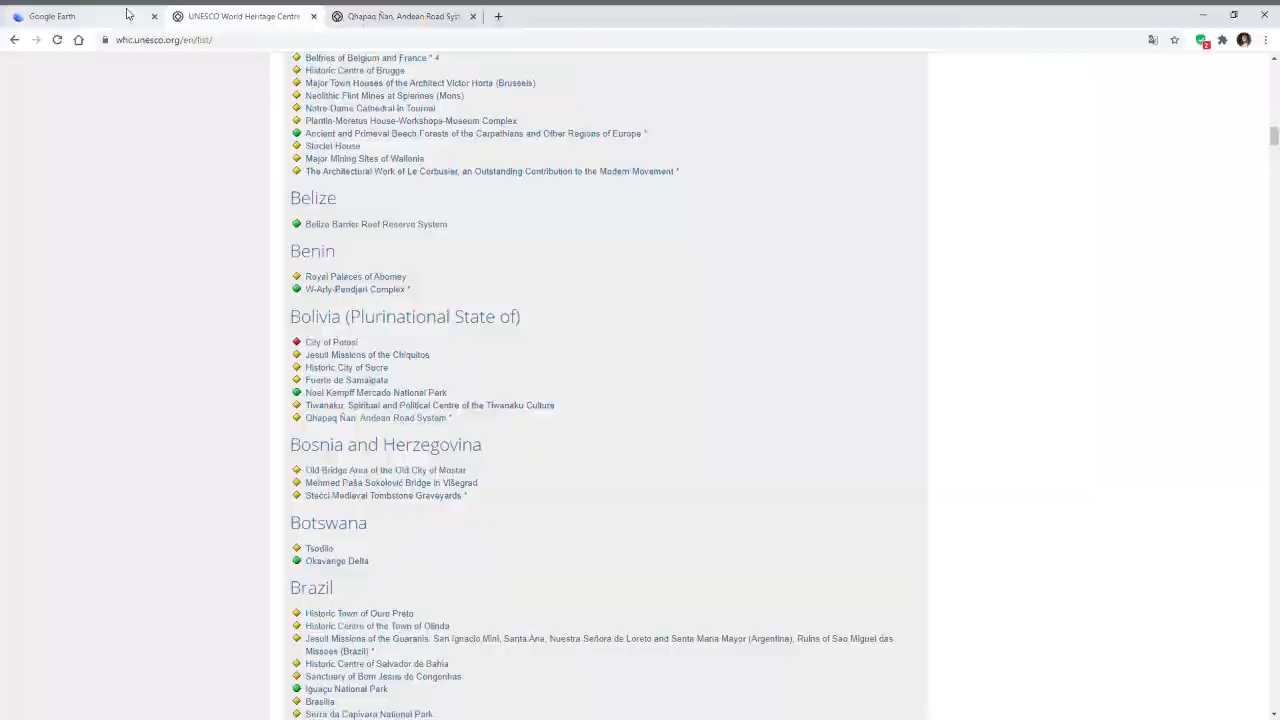 Google Earth
UNESCO World Heritage Centre
Qhapaq Ñan, Andean Road Syst
whc.unesco.org/en/list/
2
Belfries of Belgium and France * 4
Historic Centre of Brugge
Major Town Houses of the Architect Victor Horta (Brussels)
Neolithic Flint Mines at Spiennes (Mons)
Notre-Dame Cathedral in Tournai
Plantin-Moretus House-Workshops-Museum Complex
Ancient and Primeval Beech Forests of the Carpathians and Other Regions of Europe *
Stoclet House
Major Mining Sites of Wallonia
The Architectural Work of Le Corbusier, an Outstanding Contribution to the Modern Movement *
Belize
Belize Barrier Reef Reserve System
Benin
Royal Palaces of Abomey
W-Arly-Pendjari Complex *
Bolivia (Plurinational State of)
City of Potosí
Jesuit Missions of the Chiquitos
Historic City of Sucre
Fuerte de Samaipata
Noel Kempff Mercado National Park
Tiwanaku: Spiritual and Political Centre of the Tiwanaku Culture
Qhapaq Ñan, Andean Road System *
Bosnia and Herzegovina
Old Bridge Area of the Old City of Mostar
Mehmed Paša Sokolović Bridge in Višegrad
Stećci Medieval Tombstone Graveyards *
Botswana
Tsodilo
Okavango Delta
Brazil
Historic Town of Ouro Preto
Historic Centre of the Town of Olinda
Jesuit Missions of the Guaranis: San Ignacio Mini, Santa Ana, Nuestra Señora de Loreto and Santa Maria Mayor (Argentina), Ruins of Sao Miguel das
Missoes (Brazil) *
Historic Centre of Salvador de Bahia
Sanctuary of Bom Jesus do Congonhas
Iguaçu National Park
Brasilia
Serra da Capivara National Park